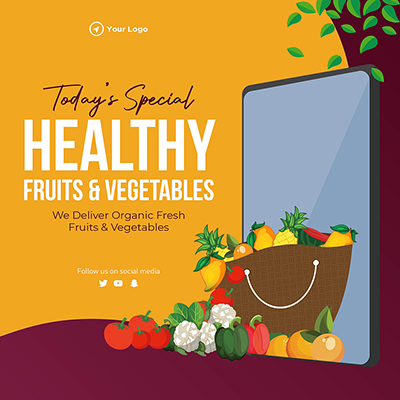 Your Logo
Today's Special
HEALTHY
FRUITS & VEGETABLES
We Deliver Organic Fresh
Fruits & Vegetables
Follow us on social media